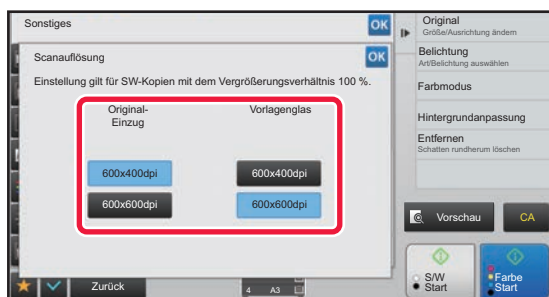 Sonstiges
OK
Scanauflösung
OK
Einstellung gilt für SW-Kopien mit dem Vergrößerungsverhältnis 100 %.
Original-
Einzug
Vorlagenglas
600x400dpi
600x400dpi
600x600dpi
600x600dpi
Zurück
4 A3
Original
Größe/Ausrichtung ändern
Belichtung
Art/Belichtung auswählen
Farbmodus
Hintergrundanpassung
Entfernen
Schatten rundherum löschen
Vorschau
CA
S/W
Start
Farbe
Start